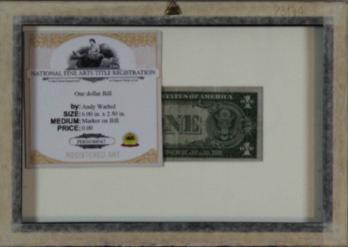 NATIONAL FINE ARTS TITLE REGISTRATION
One dollar Bill
by: Andy Warhol
SIZE: 6.00 in. x 2.50 in.
MEDIUM: Marker on Bill
PRICE: 0.00
REGISTERED ART
STATES OF AMERICA
ONE